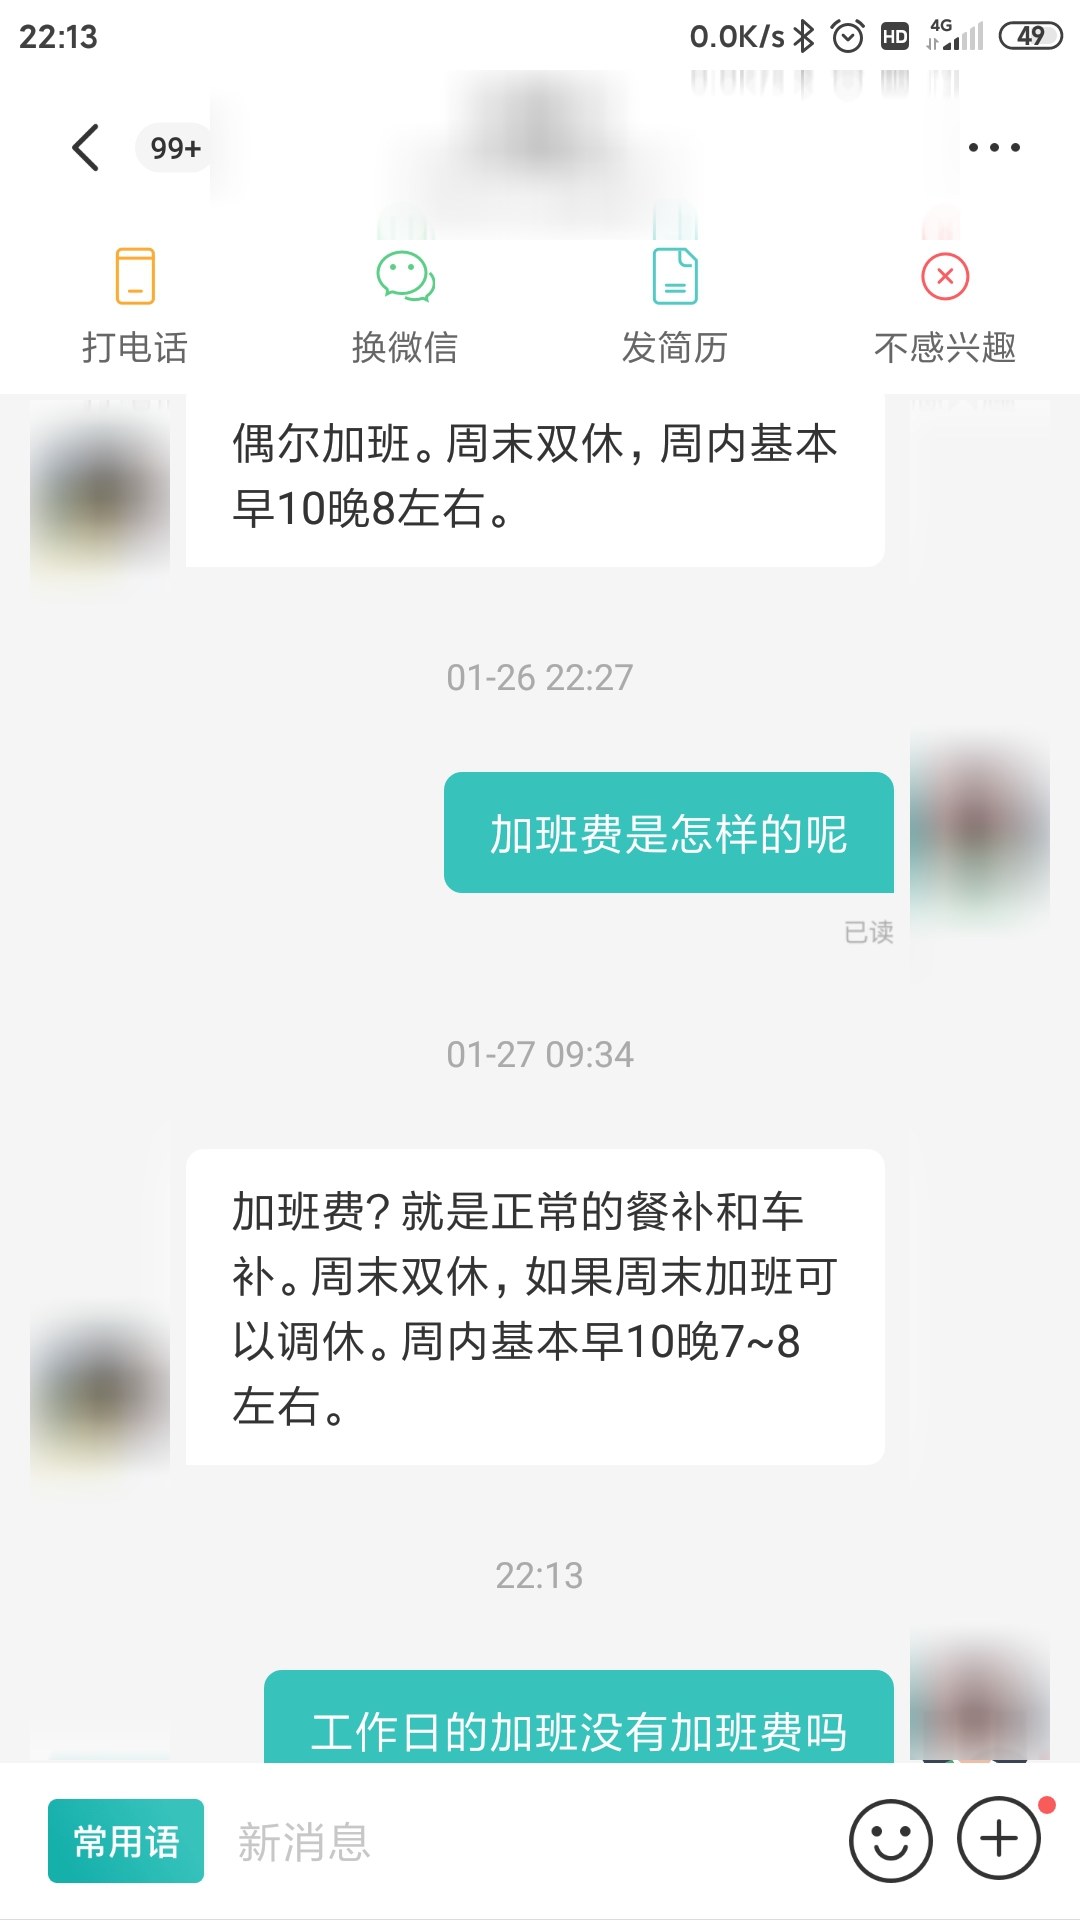 22:13
0.0K/s
HD
4G
49
99+
打电话
换微信
发简历
不感兴趣
偶尔加班。周末双休，周内基本
早10晚8左右。
01-26 22:27
加班费是怎样的呢
已读
01-27 09:34
加班费？就是正常的餐补和车
补。周末双休，如果周末加班可
以调休。周内基本早10晚7~8
左右。
22:13
工作日的加班没有加班费吗
常用语
新消息